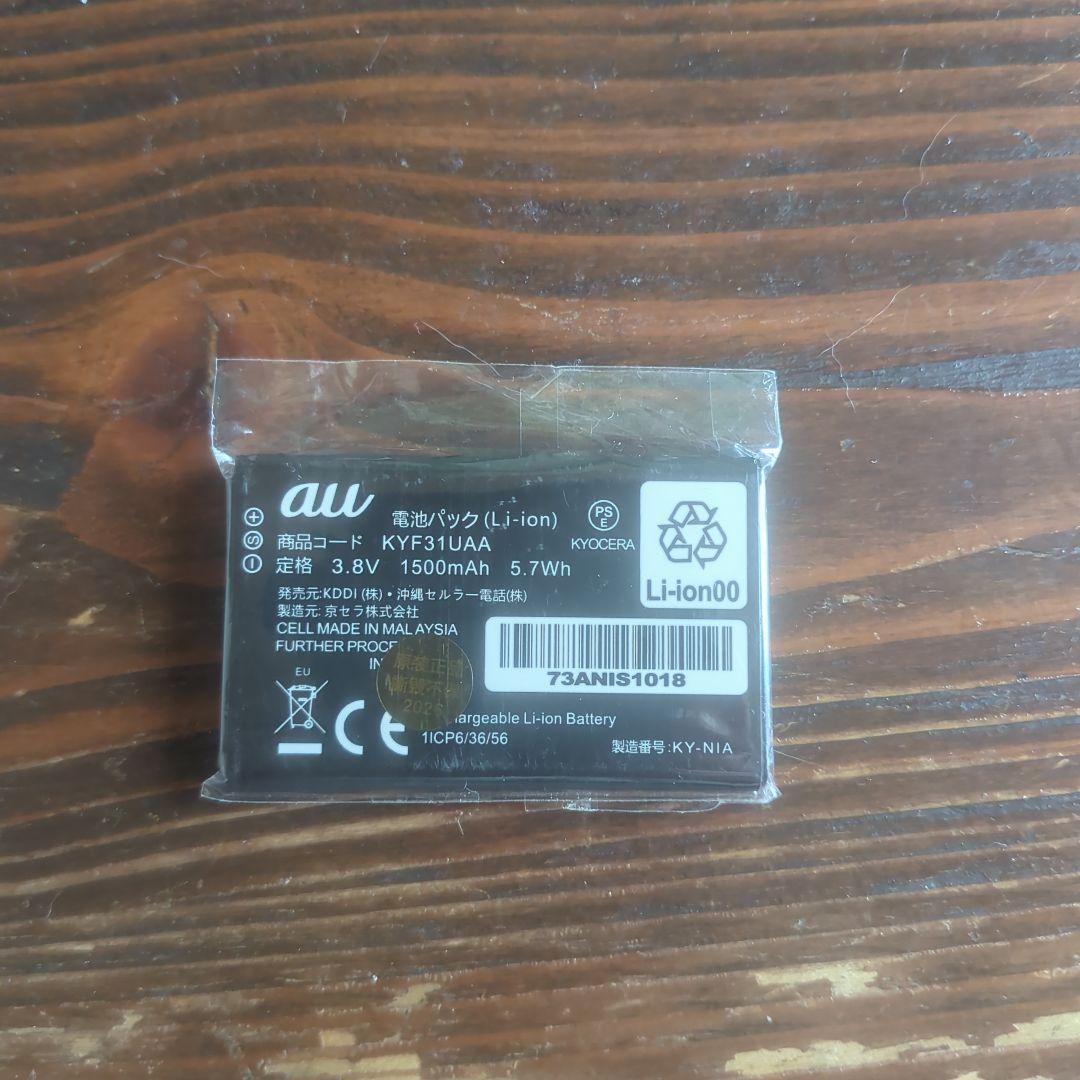 au
電池パック(Li-ion)
PS
E
KYOCERA
商品コード KYF31UAA
定格 3.8V 1500mAh 5.7Wh
Li-ion00
発売元:KDDI(株)・沖縄セルラー電話(株)
製造元:京セラ株式会社
CELL MADE IN MALAYSIA
FURTHER
73ANIS1018
EU
CE
Li-ion Battery
1ICP6/36/56
製造番号:KY-NIA